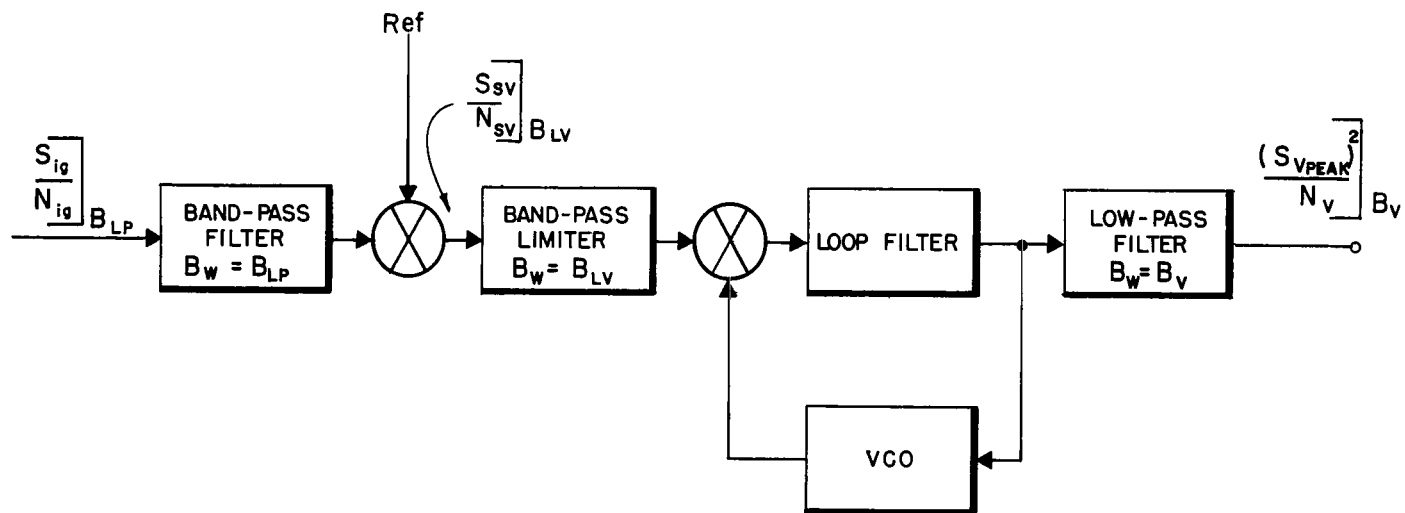 Ref
S_ig
N_ig
B_LP
S_SV
N_SV
B_LV
(S_VPEAK)^2
N_V
B_V
BAND-PASS
FILTER
B_W = B_LP
BAND-PASS
LIMITER
B_W = B_LV
LOOP FILTER
LOW-PASS
FILTER
B_W = B_V
VCO